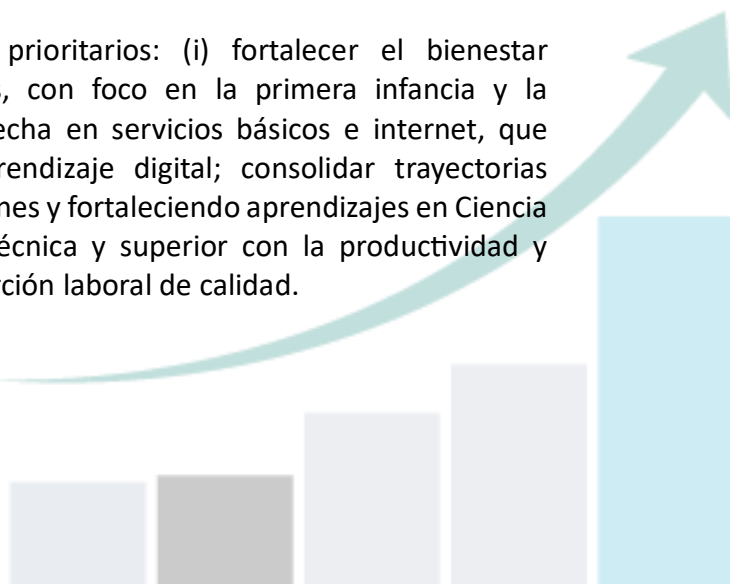 prioritarios: (i) fortalecer el bienestar
, con foco en la primera infancia y la
echa en servicios básicos e internet, que
rendizaje digital; consolidar trayectorias
nes y fortaleciendo aprendizajes en Ciencia
écnica y superior con la productividad y
rción laboral de calidad.